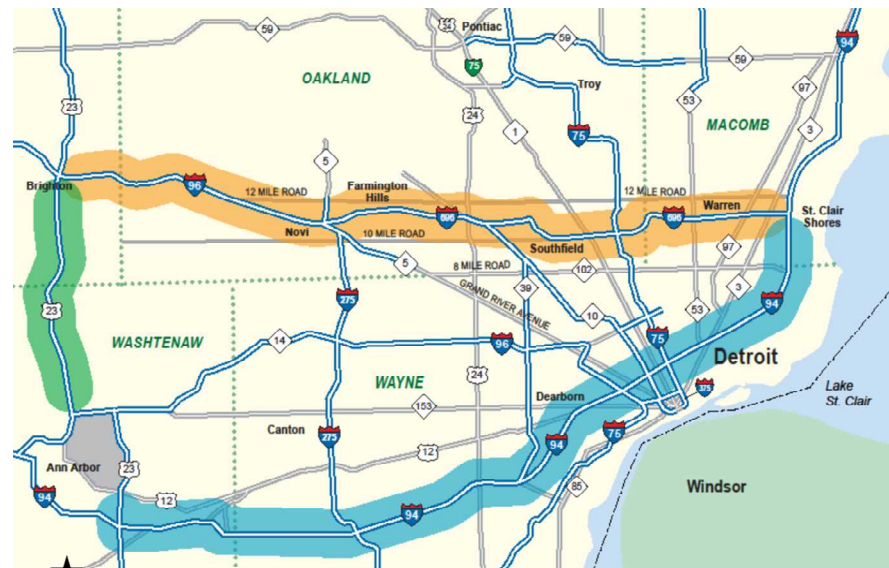 Pontiac
24
59
59
94
75
OAKLAND
59
Troy
23
97
24
53
1
75
3
MACOMB
5
Brighton
96
12 MILE ROAD
Farmington
Hills
12 MILE ROAD
Warren
St. Clair
Shores
696
696
Novi
10 MILE ROAD
Southfield
5
8 MILE ROAD
102
97
39
3
275
GRAND RIVER
AVENUE
23
53
94
10
WASHTENAW
14
96
75
WAYNE
Detroit
24
Dearborn
375
Lake
St. Clair
153
Canton
275
75
94
12
Ann Arbor
23
85
Windsor
94
12
94